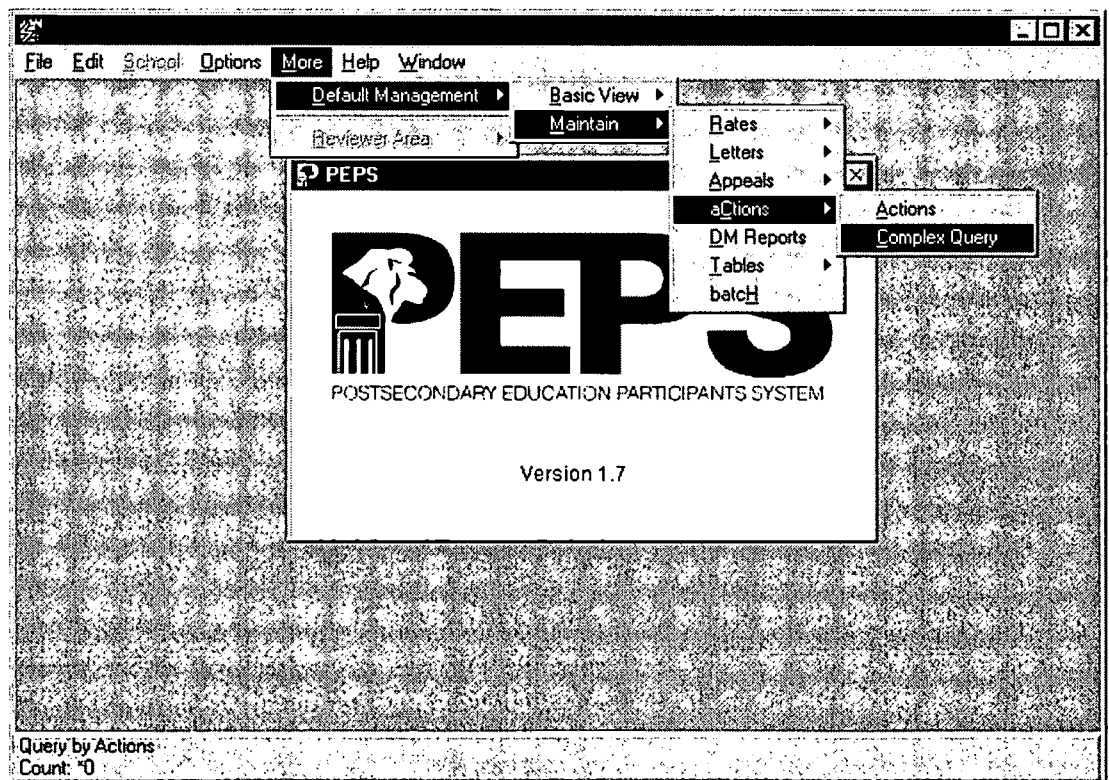 File Edit School Options More Help Window
Default Management Basic View
Maintain Rates
Reviewer Area Letters
PEPS Appeals
aCtions Actions
DM Reports Complex Query
Tables
batcH
PEPS
POSTSECONDARY EDUCATION PARTICIPANTS SYSTEM
Version 1.7
Query by Actions
Count: *0